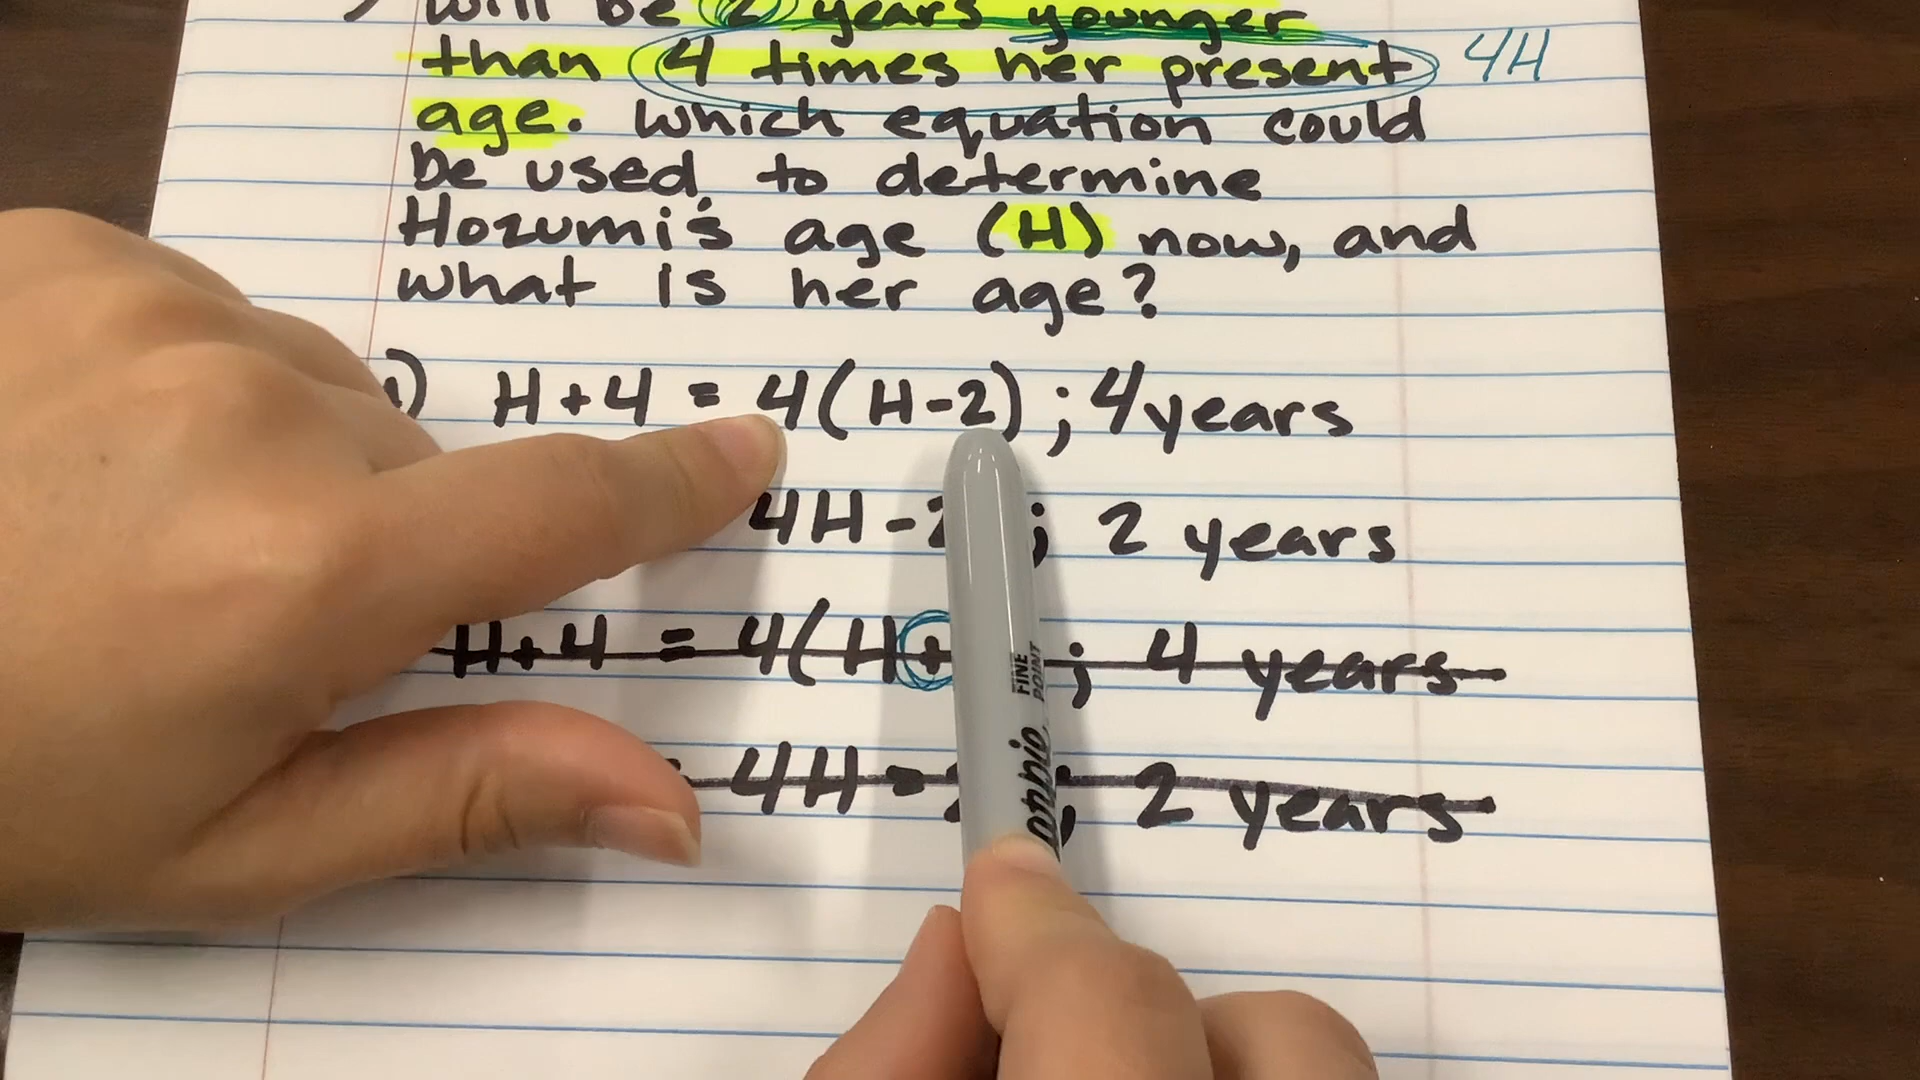 will be 2 years younger
than 4 times her present 4H
age. Which equation could
be used to determine
Hozumi's age (H) now, and
what is her age?
H+4 = 4(H-2) ; 4 years
4H-2 ; 2 years
H+4 = 4(H+ ; 4 years
4H- ; 2 years
FINE
POINT